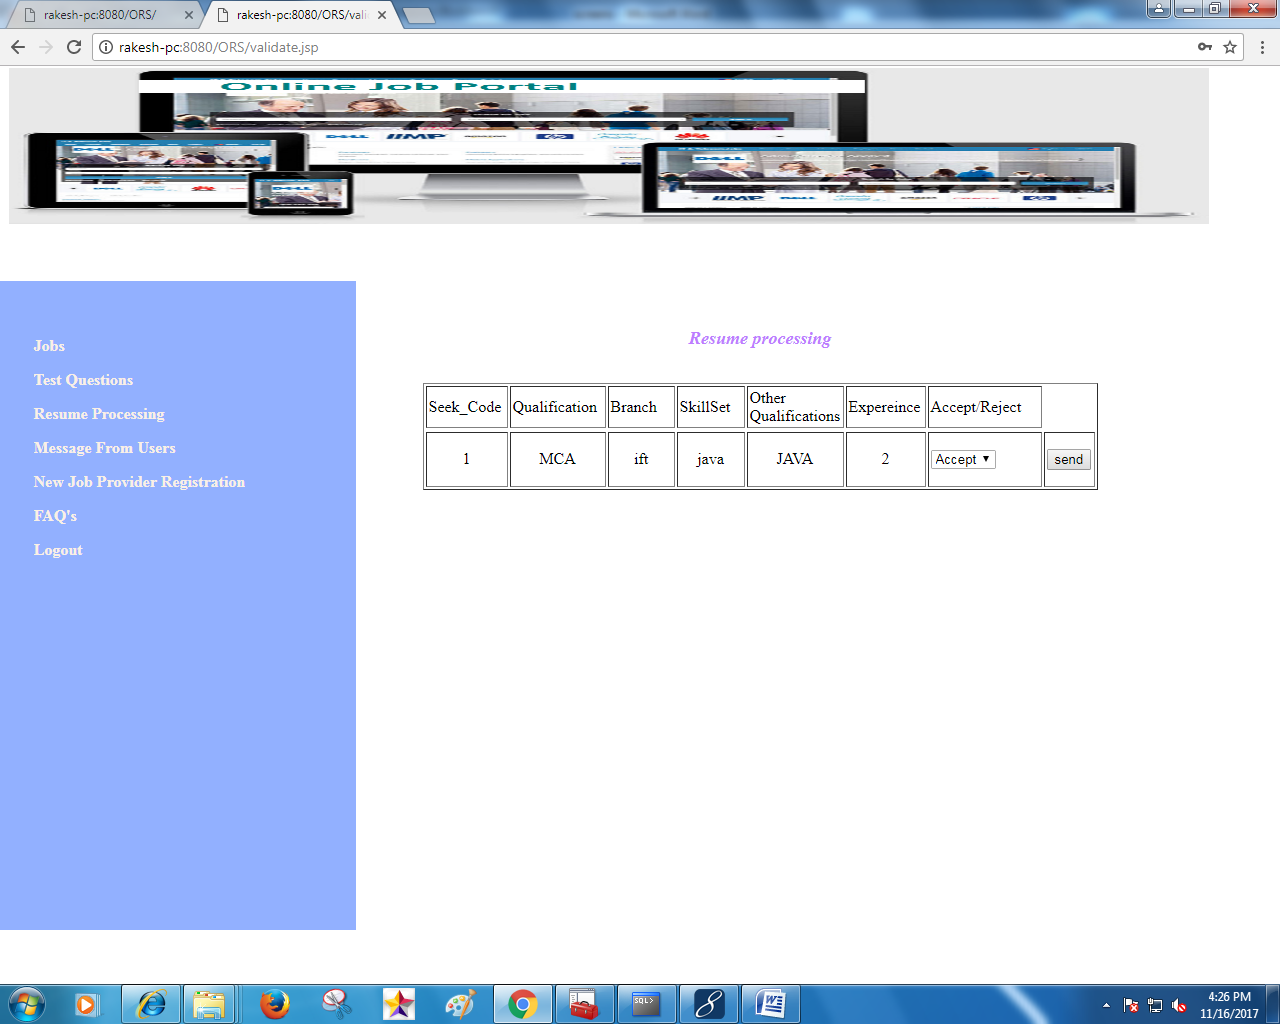 rakesh-pc:8080/ORS/
rakesh-pc:8080/ORS/vali
rakesh-pc:8080/ORS/validate.jsp
Online Job Portal
Jobs
Test Questions
Resume Processing
Message From Users
New Job Provider Registration
FAQ's
Logout
Resume processing
Seek_Code Qualification Branch SkillSet Other Qualifications Expereince Accept/Reject
1 MCA ift java JAVA 2 Accept send
SQL>
4:26 PM
11/16/2017